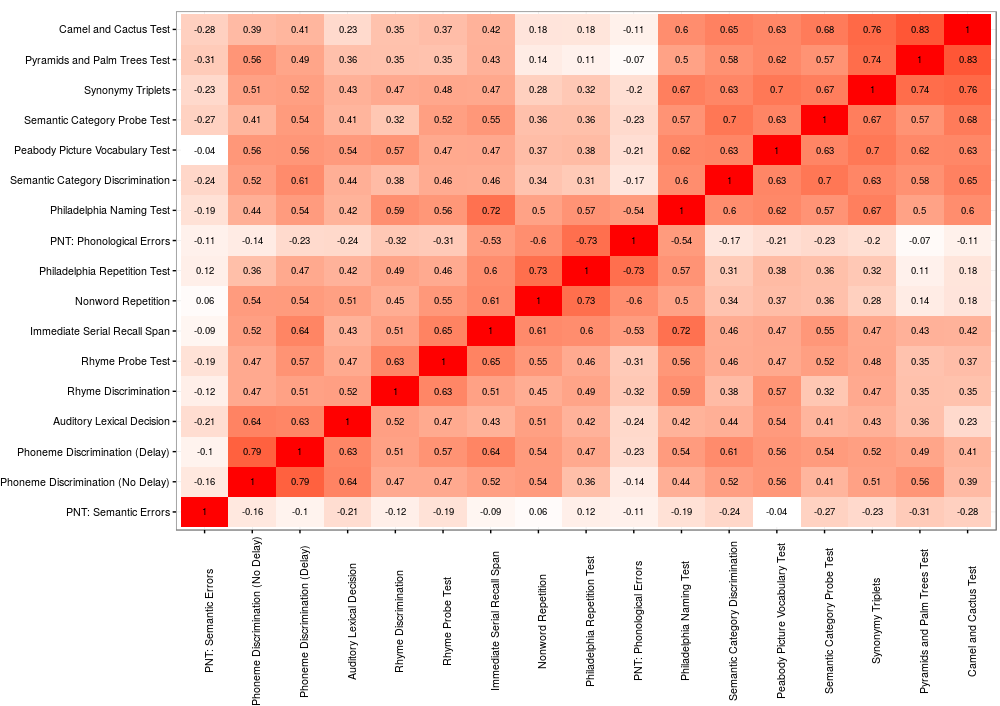 Camel and Cactus Test -0.28 0.39 0.41 0.23 0.35 0.37 0.42 0.18 0.18 -0.11 0.6 0.65 0.63 0.68 0.76 0.83 1
Pyramids and Palm Trees Test -0.31 0.56 0.49 0.36 0.35 0.35 0.43 0.14 0.11 -0.07 0.5 0.58 0.62 0.57 0.74 1 0.83
Synonymy Triplets -0.23 0.51 0.52 0.43 0.47 0.48 0.47 0.28 0.32 -0.2 0.67 0.63 0.7 0.67 1 0.74 0.76
Semantic Category Probe Test -0.27 0.41 0.54 0.41 0.32 0.52 0.55 0.36 0.36 -0.23 0.57 0.7 0.63 1 0.67 0.57 0.68
Peabody Picture Vocabulary Test -0.04 0.56 0.56 0.54 0.57 0.47 0.47 0.37 0.38 -0.21 0.62 0.63 1 0.63 0.7 0.62 0.63
Semantic Category Discrimination -0.24 0.52 0.61 0.44 0.38 0.46 0.46 0.34 0.31 -0.17 0.6 1 0.63 0.7 0.63 0.58 0.65
Philadelphia Naming Test -0.19 0.44 0.54 0.42 0.59 0.56 0.72 0.5 0.57 -0.54 1 0.6 0.62 0.57 0.67 0.5 0.6
PNT: Phonological Errors -0.11 -0.14 -0.23 -0.24 -0.32 -0.31 -0.53 -0.6 -0.73 1 -0.54 -0.17 -0.21 -0.23 -0.2 -0.07 -0.11
Philadelphia Repetition Test 0.12 0.36 0.47 0.42 0.49 0.46 0.6 0.73 1 -0.73 0.57 0.31 0.38 0.36 0.32 0.11 0.18
Nonword Repetition 0.06 0.54 0.54 0.51 0.45 0.55 0.61 1 0.73 -0.6 0.5 0.34 0.37 0.36 0.28 0.14 0.18
Immediate Serial Recall Span -0.09 0.52 0.64 0.43 0.51 0.65 1 0.61 0.6 -0.53 0.72 0.46 0.47 0.55 0.47 0.43 0.42
Rhyme Probe Test -0.19 0.47 0.57 0.47 0.63 1 0.65 0.55 0.46 -0.31 0.56 0.46 0.47 0.52 0.48 0.35 0.37
Rhyme Discrimination -0.12 0.47 0.51 0.52 1 0.63 0.51 0.45 0.49 -0.32 0.59 0.38 0.57 0.32 0.47 0.35 0.35
Auditory Lexical Decision -0.21 0.64 0.63 1 0.52 0.47 0.43 0.51 0.42 -0.24 0.42 0.44 0.54 0.41 0.43 0.36 0.23
Phoneme Discrimination (Delay) -0.1 0.79 1 0.63 0.51 0.57 0.64 0.54 0.47 -0.23 0.54 0.61 0.56 0.54 0.52 0.49 0.41
Phoneme Discrimination (No Delay) -0.16 1 0.79 0.64 0.47 0.47 0.52 0.54 0.36 -0.14 0.44 0.52 0.56 0.41 0.51 0.56 0.39
PNT: Semantic Errors 1 -0.16 -0.1 -0.21 -0.12 -0.19 -0.09 0.06 0.12 -0.11 -0.19 -0.24 -0.04 -0.27 -0.23 -0.31 -0.28
PNT: Semantic Errors
Phoneme Discrimination (No Delay)
Phoneme Discrimination (Delay)
Auditory Lexical Decision
Rhyme Discrimination
Rhyme Probe Test
Immediate Serial Recall Span
Nonword Repetition
Philadelphia Repetition Test
PNT: Phonological Errors
Philadelphia Naming Test
Semantic Category Discrimination
Peabody Picture Vocabulary Test
Semantic Category Probe Test
Synonymy Triplets
Pyramids and Palm Trees Test
Camel and Cactus Test